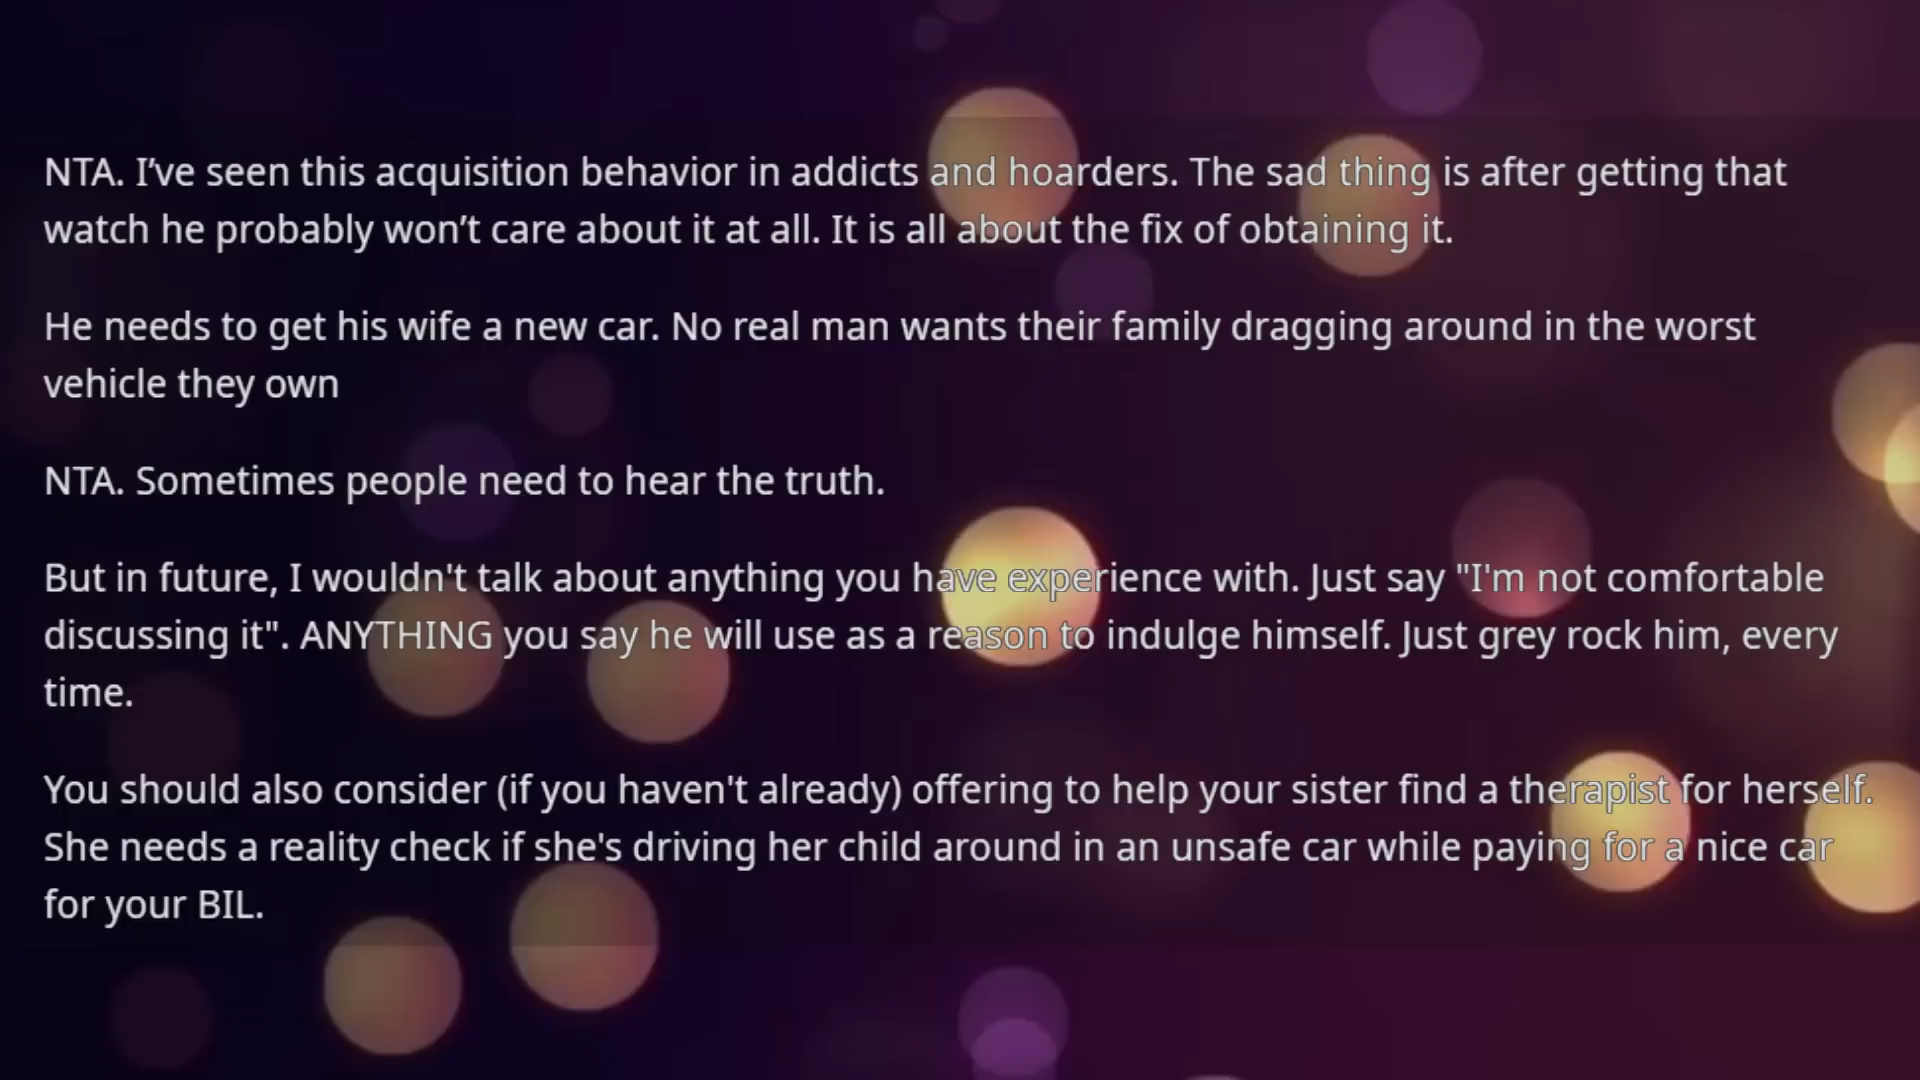 NTA. I’ve seen this acquisition behavior in addicts and hoarders. The sad thing is after getting that
watch he probably won’t care about it at all. It is all about the fix of obtaining it.
He needs to get his wife a new car. No real man wants their family dragging around in the worst
vehicle they own
NTA. Sometimes people need to hear the truth.
But in future, I wouldn't talk about anything you have experience with. Just say "I'm not comfortable
discussing it". ANYTHING you say he will use as a reason to indulge himself. Just grey rock him, every
time.
You should also consider (if you haven't already) offering to help your sister find a therapist for herself.
She needs a reality check if she's driving her child around in an unsafe car while paying for a nice car
for your BIL.